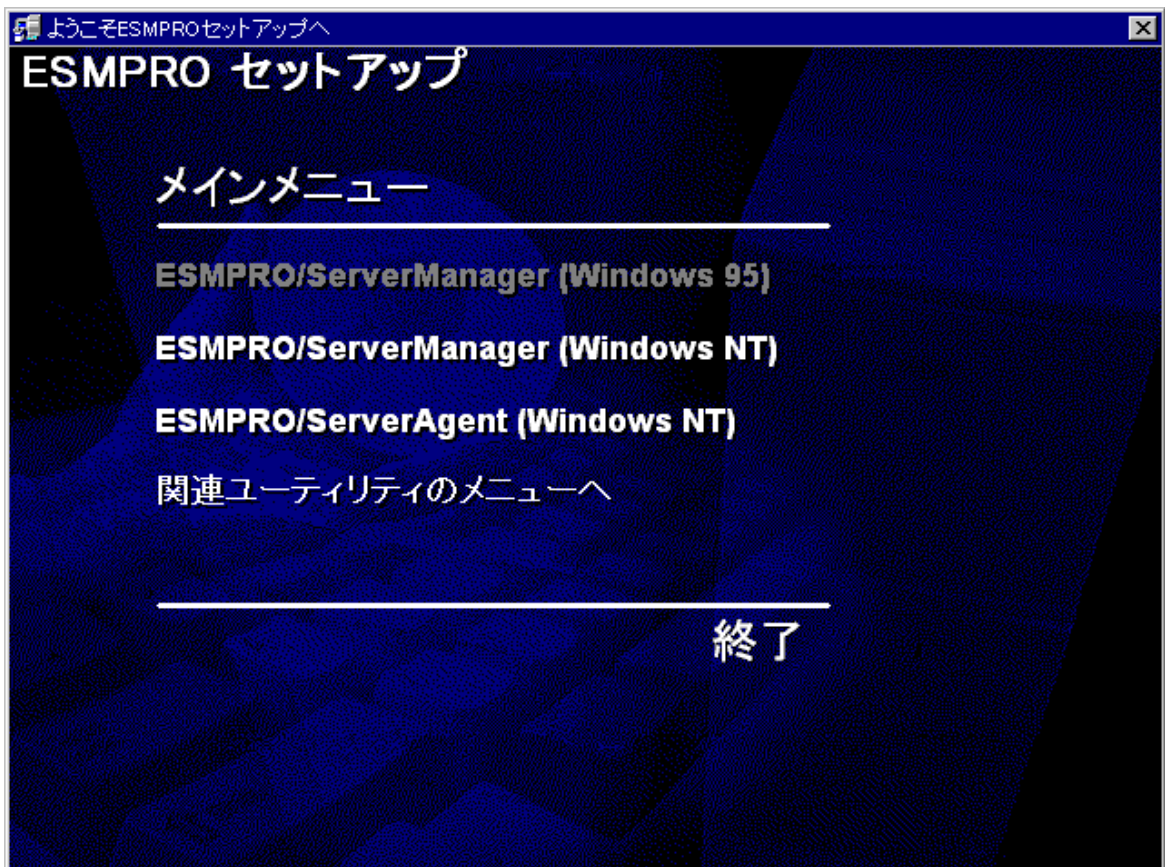 ようこそESMPROセットアップへ
ESMPRO セットアップ
メインメニュー
ESMPRO/ServerManager (Windows 95)
ESMPRO/ServerManager (Windows NT)
ESMPRO/ServerAgent (Windows NT)
関連ユーティリティのメニューへ
終了